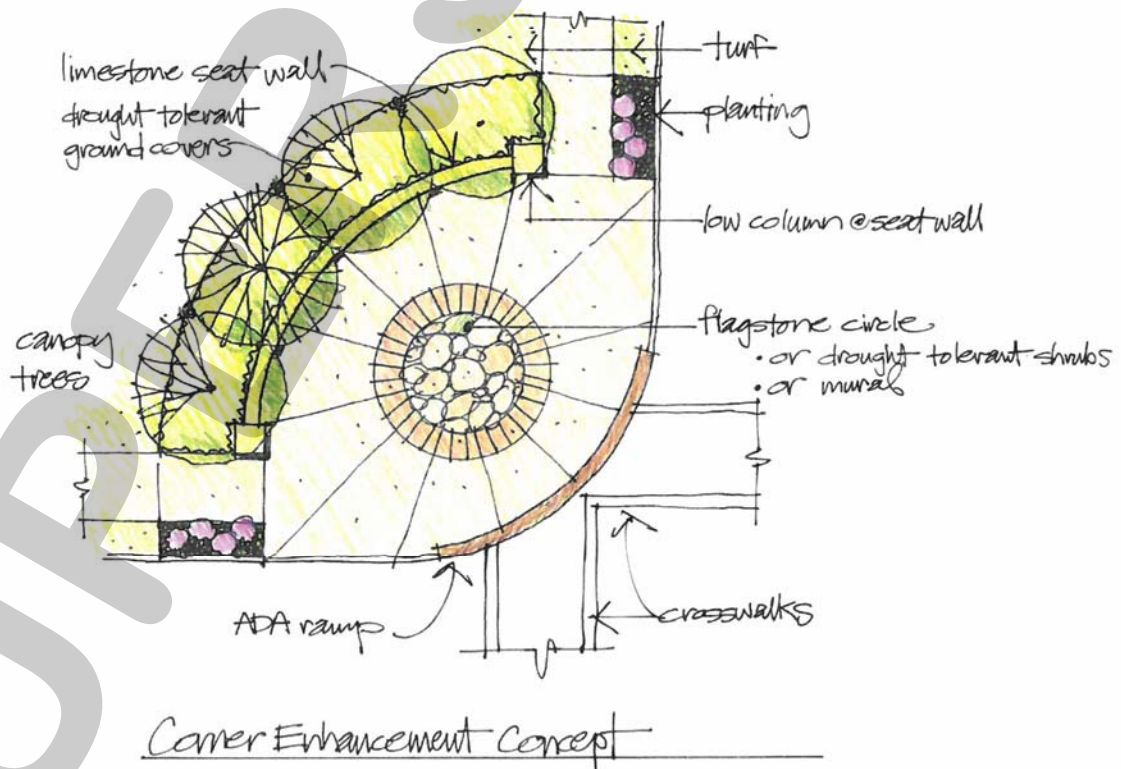 limestone seat wall
drought tolerant
ground covers
turf
planting
low column @ seat wall
canopy
trees
flagstone circle
• or drought tolerant shrubs
• or mural
ADA ramp
crosswalks
Corner Enhancement Concept